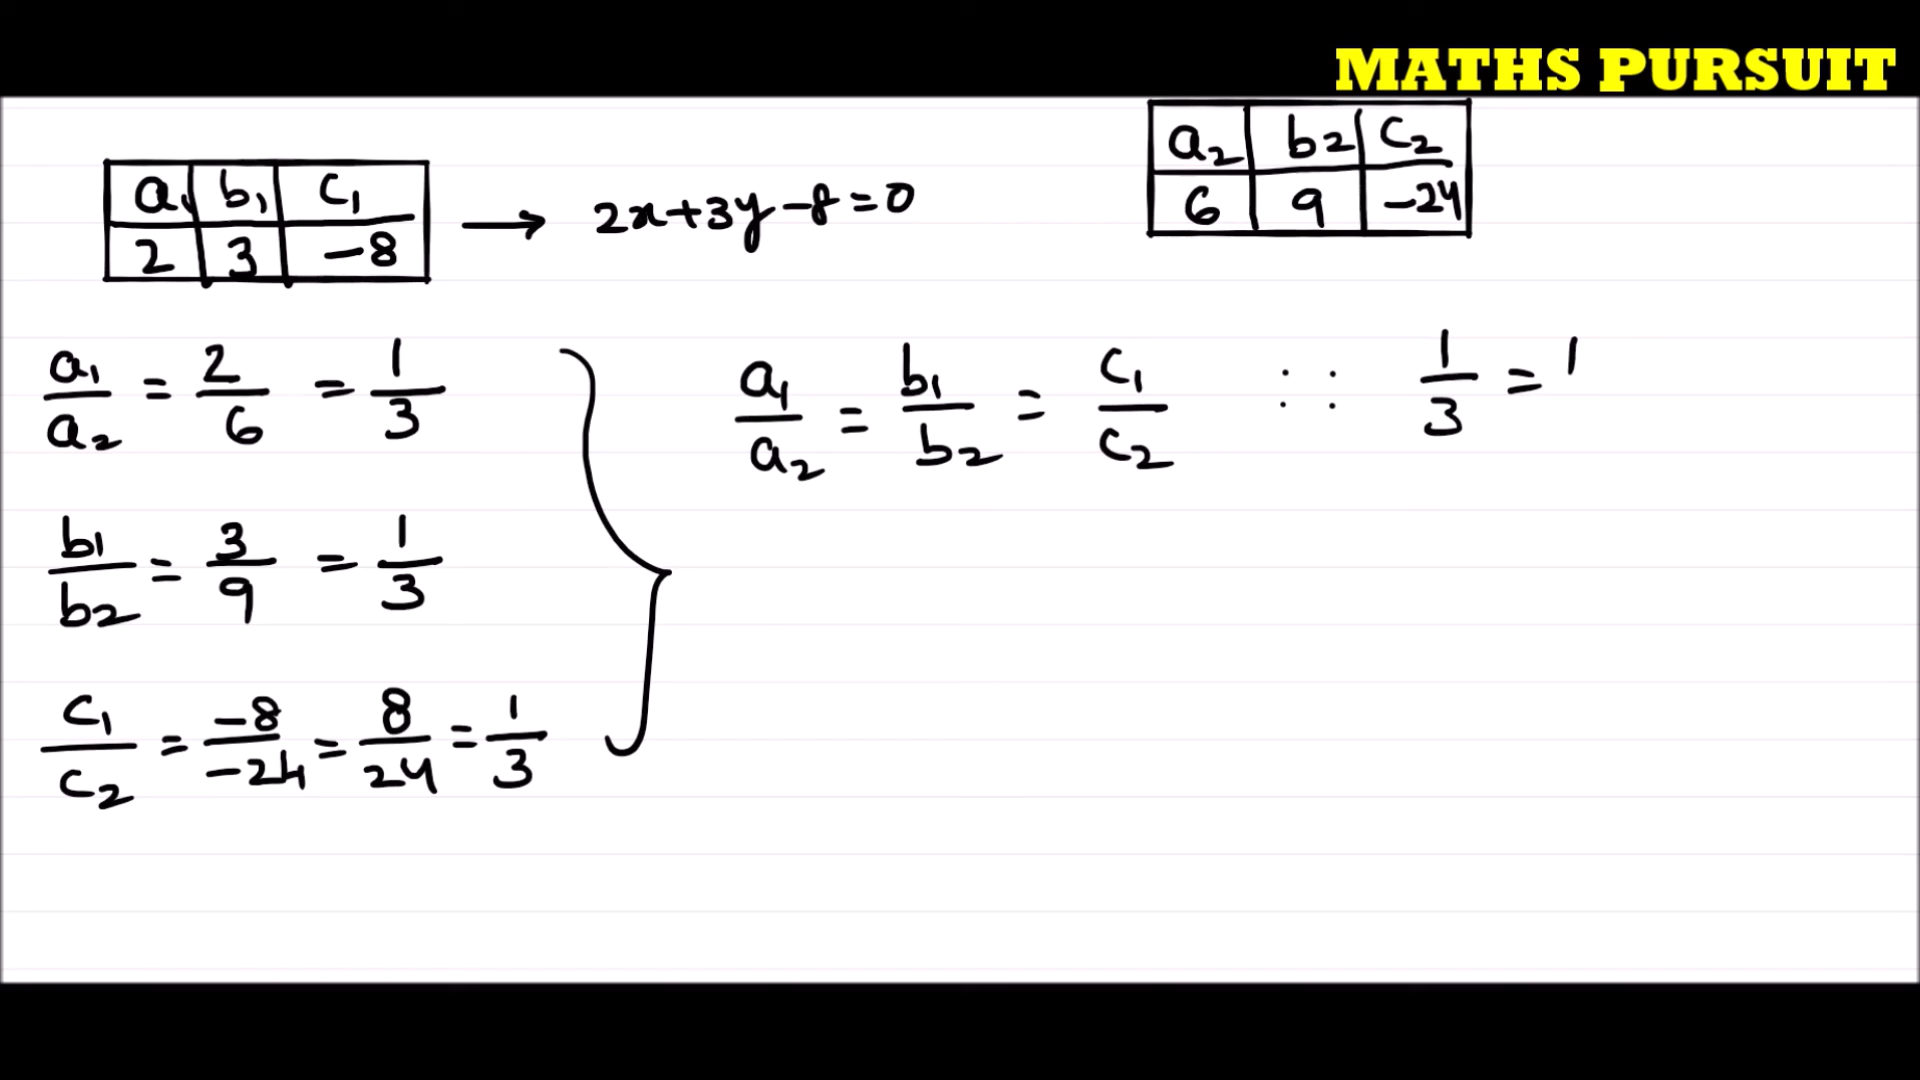 MATHS PURSUIT
a₁ b₁ c₁
2 3 -8
→ 2x+3y-8=0
a₂ b₂ c₂
6 9 -24
a₁/a₂ = 2/6 = 1/3
a₁/a₂ = b₁/b₂ = c₁/c₂ :: 1/3 = 1
b₁/b₂ = 3/9 = 1/3
c₁/c₂ = -8/-24 = 8/24 = 1/3